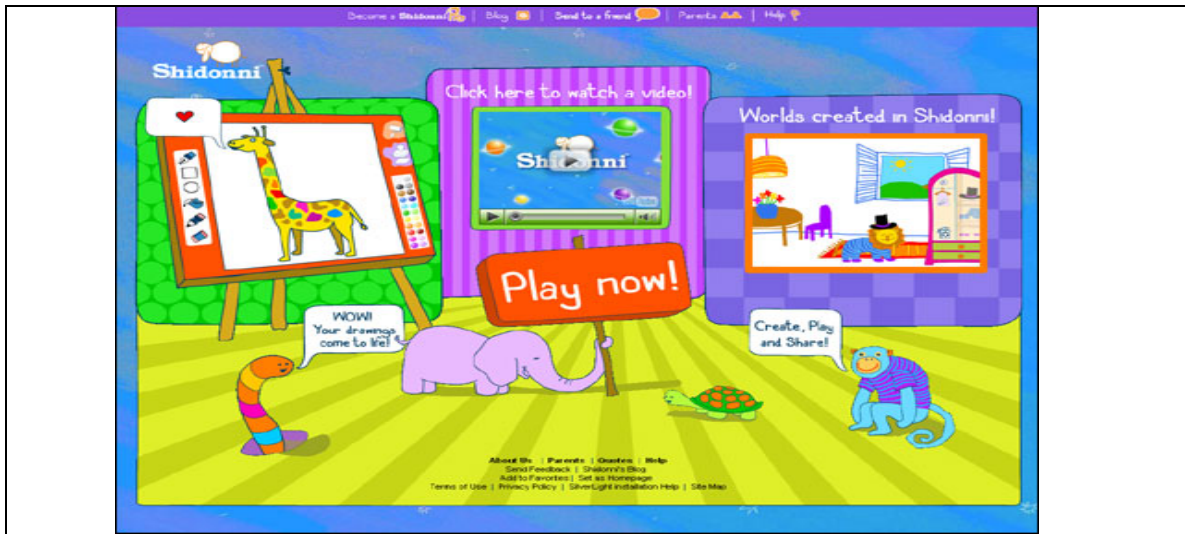 Become a Shidonni | Blog | Send to a friend | Parents | Help
Shidonni
Click here to watch a video!
Shidonni
Worlds created in Shidonni!
Play now!
WOW!
Your drawings
come to life!
Create, Play
and Share!
About Us | Parents | Quotes | Help
Send Feedback | Shidonni's Blog
Add to Favorites | Set as Homepage
Terms of Use | Privacy Policy | SilverLight installation Help | Site Map